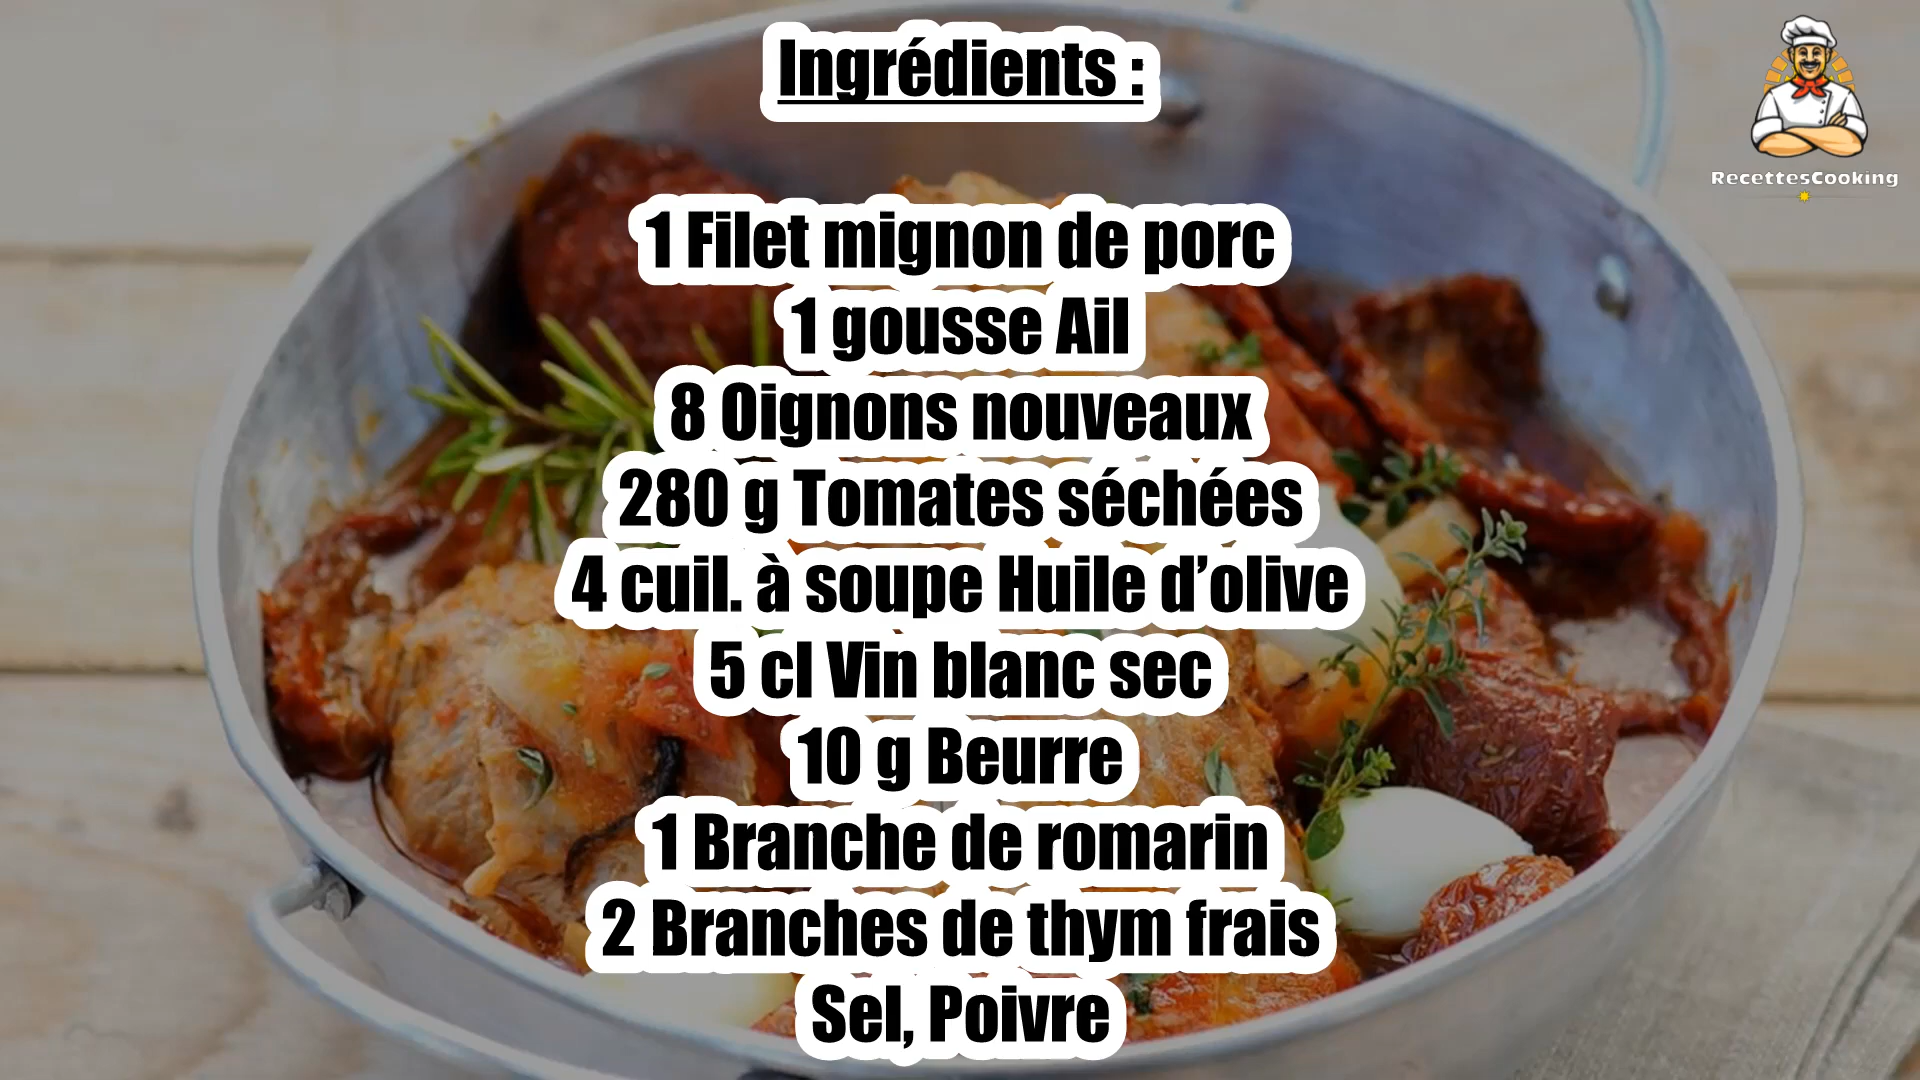 Ingrédients :
RecettesCooking
1 Filet mignon de porc
1 gousse Ail
8 Oignons nouveaux
280 g Tomates séchées
4 cuil. à soupe Huile d’olive
5 cl Vin blanc sec
10 g Beurre
1 Branche de romarin
2 Branches de thym frais
Sel, Poivre